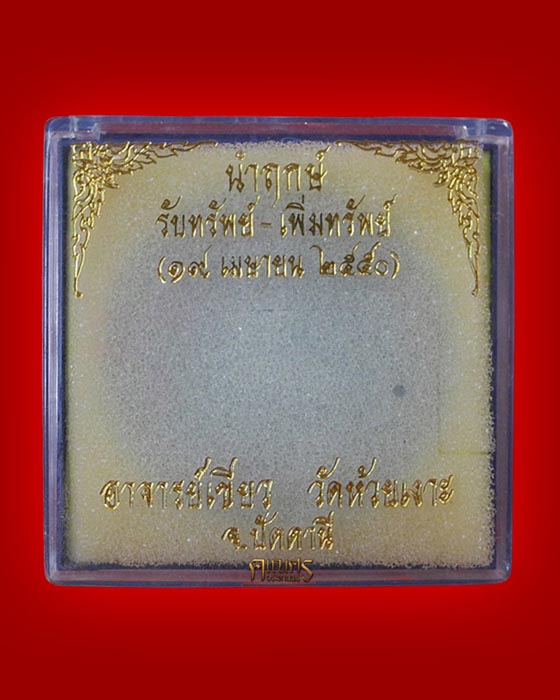 นำฤกษ์
รับทรัพย์ - เพิ่มทรัพย์
(๑๙ เมษายน ๒๕๕๐)
อาจารย์เขียว วัดห้วยเงาะ
จ.ปัตตานี